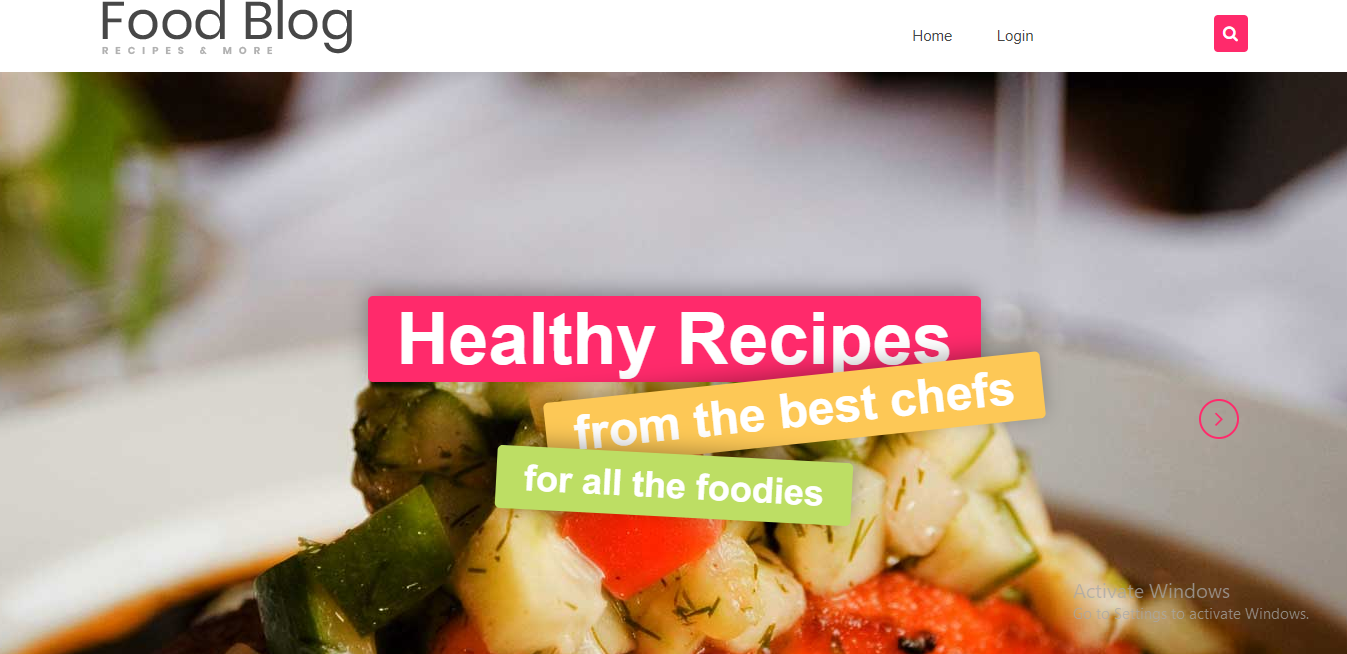 Food Blog
RECIPES & MORE
Home
Login
Healthy Recipes
from the best chefs
for all the foodies
Activate Windows
Go to Settings to activate Windows.